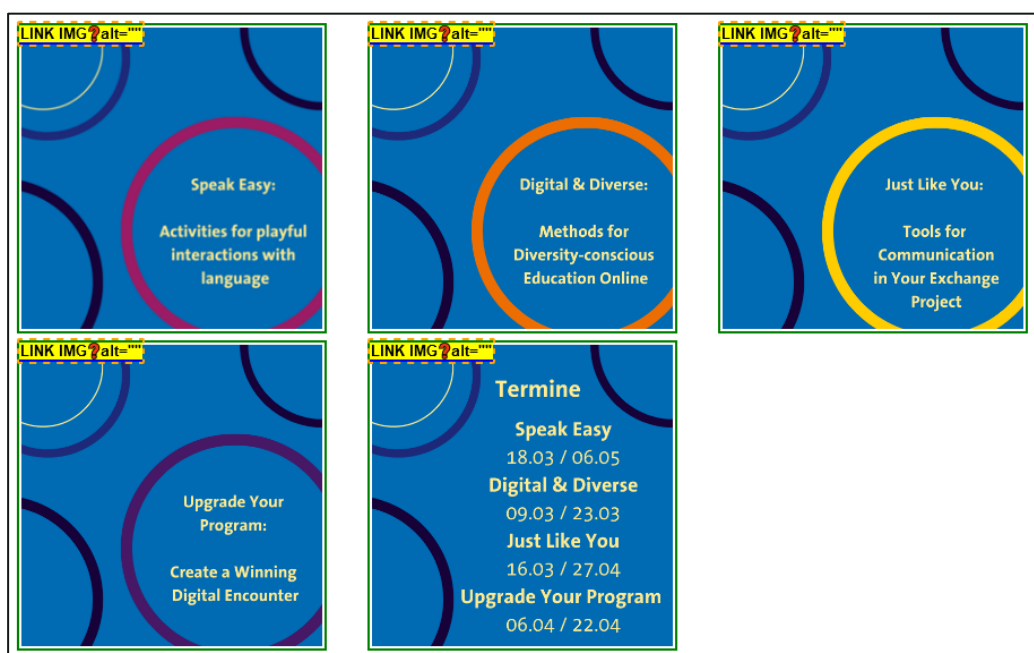 LINK IMG?alt=""
Speak Easy:
Activities for playful
interactions with
language
LINK IMG?alt=""
Digital & Diverse:
Methods for
Diversity-conscious
Education Online
LINK IMG?alt=""
Just Like You:
Tools for
Communication
in Your Exchange
Project
LINK IMG?alt=""
Upgrade Your
Program:
Create a Winning
Digital Encounter
LINK IMG?alt=""
Termine
Speak Easy
18.03 / 06.05
Digital & Diverse
09.03 / 23.03
Just Like You
16.03 / 27.04
Upgrade Your Program
06.04 / 22.04